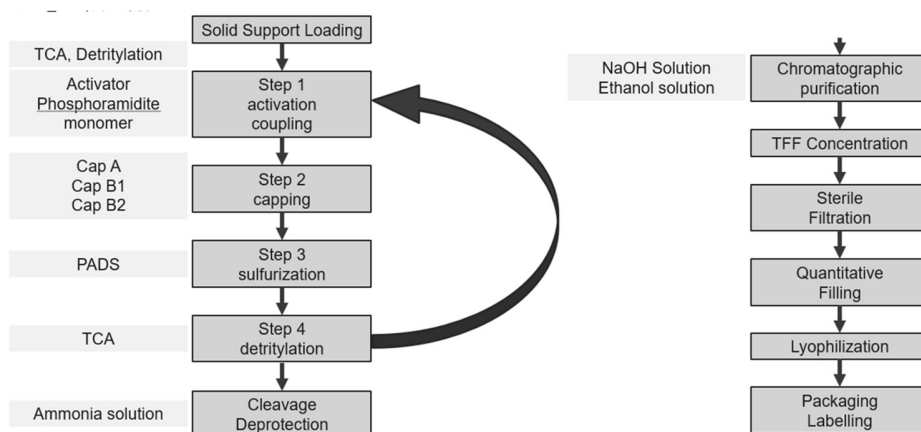 Solid Support Loading
TCA, Detritylation
Activator
Phosphoramidite
monomer
Step 1
activation
coupling
Cap A
Cap B1
Cap B2
Step 2
capping
PADS
Step 3
sulfurization
TCA
Step 4
detritylation
Ammonia solution
Cleavage
Deprotection
NaOH Solution
Ethanol solution
Chromatographic
purification
TFF Concentration
Sterile
Filtration
Quantitative
Filling
Lyophilization
Packaging
Labelling